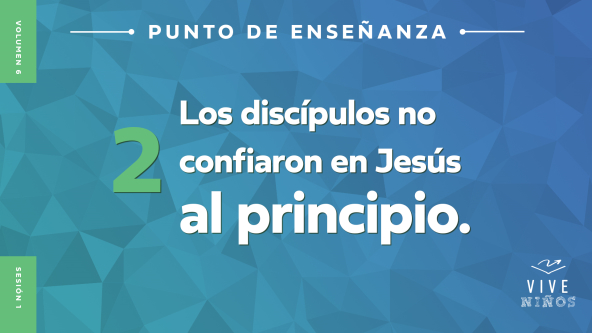 VOLUMEN 6
PUNTO DE ENSEÑANZA
2
Los discípulos no
confiaron en Jesús
al principio.
SESIÓN 1
VIVE
NIÑOS